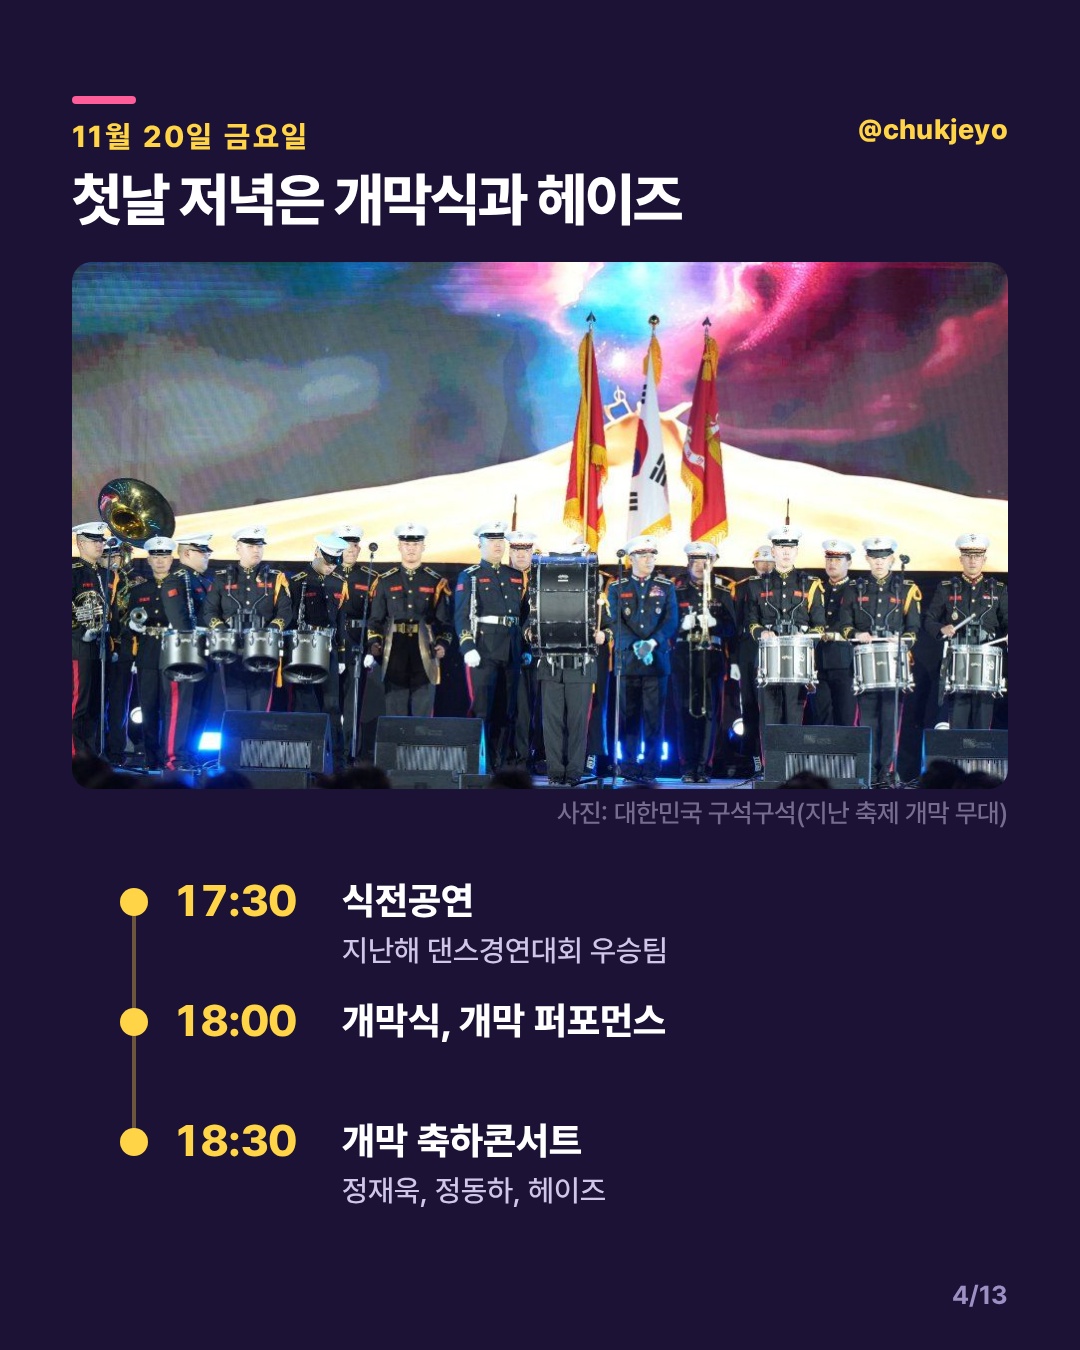 11월 20일 금요일
@chukjeyo
첫날 저녁은 개막식과 헤이즈
사진: 대한민국 구석구석(지난 축제 개막 무대)
17:30 식전공연
지난해 댄스경연대회 우승팀
18:00 개막식, 개막 퍼포먼스
18:30 개막 축하콘서트
정재욱, 정동하, 헤이즈
4/13